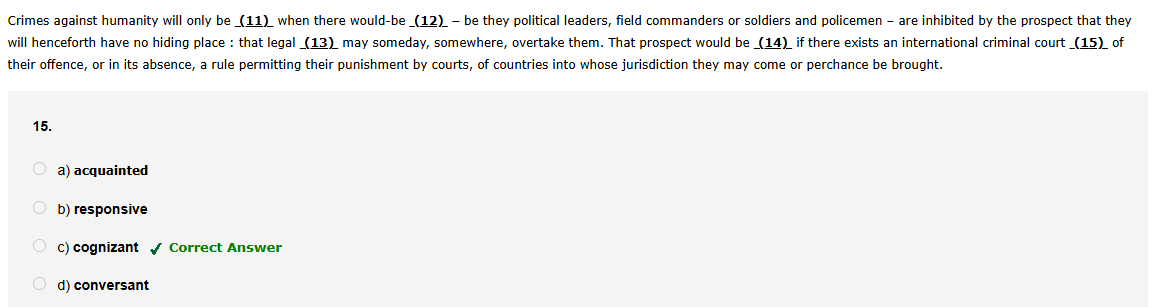 Crimes against humanity will only be (11) when there would-be (12) – be they political leaders, field commanders or soldiers and policemen – are inhibited by the prospect that they
will henceforth have no hiding place : that legal (13) may someday, somewhere, overtake them. That prospect would be (14) if there exists an international criminal court (15) of
their offence, or in its absence, a rule permitting their punishment by courts, of countries into whose jurisdiction they may come or perchance be brought.
15.
a) acquainted
b) responsive
c) cognizant ✓ Correct Answer
d) conversant